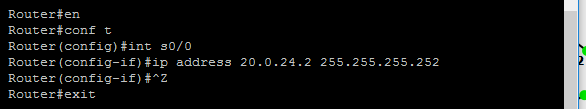 Router#en
Router#conf t
Router(config)#int s0/0
Router(config-if)#ip address 20.0.24.2 255.255.255.252
Router(config-if)#^Z
Router#exit
2